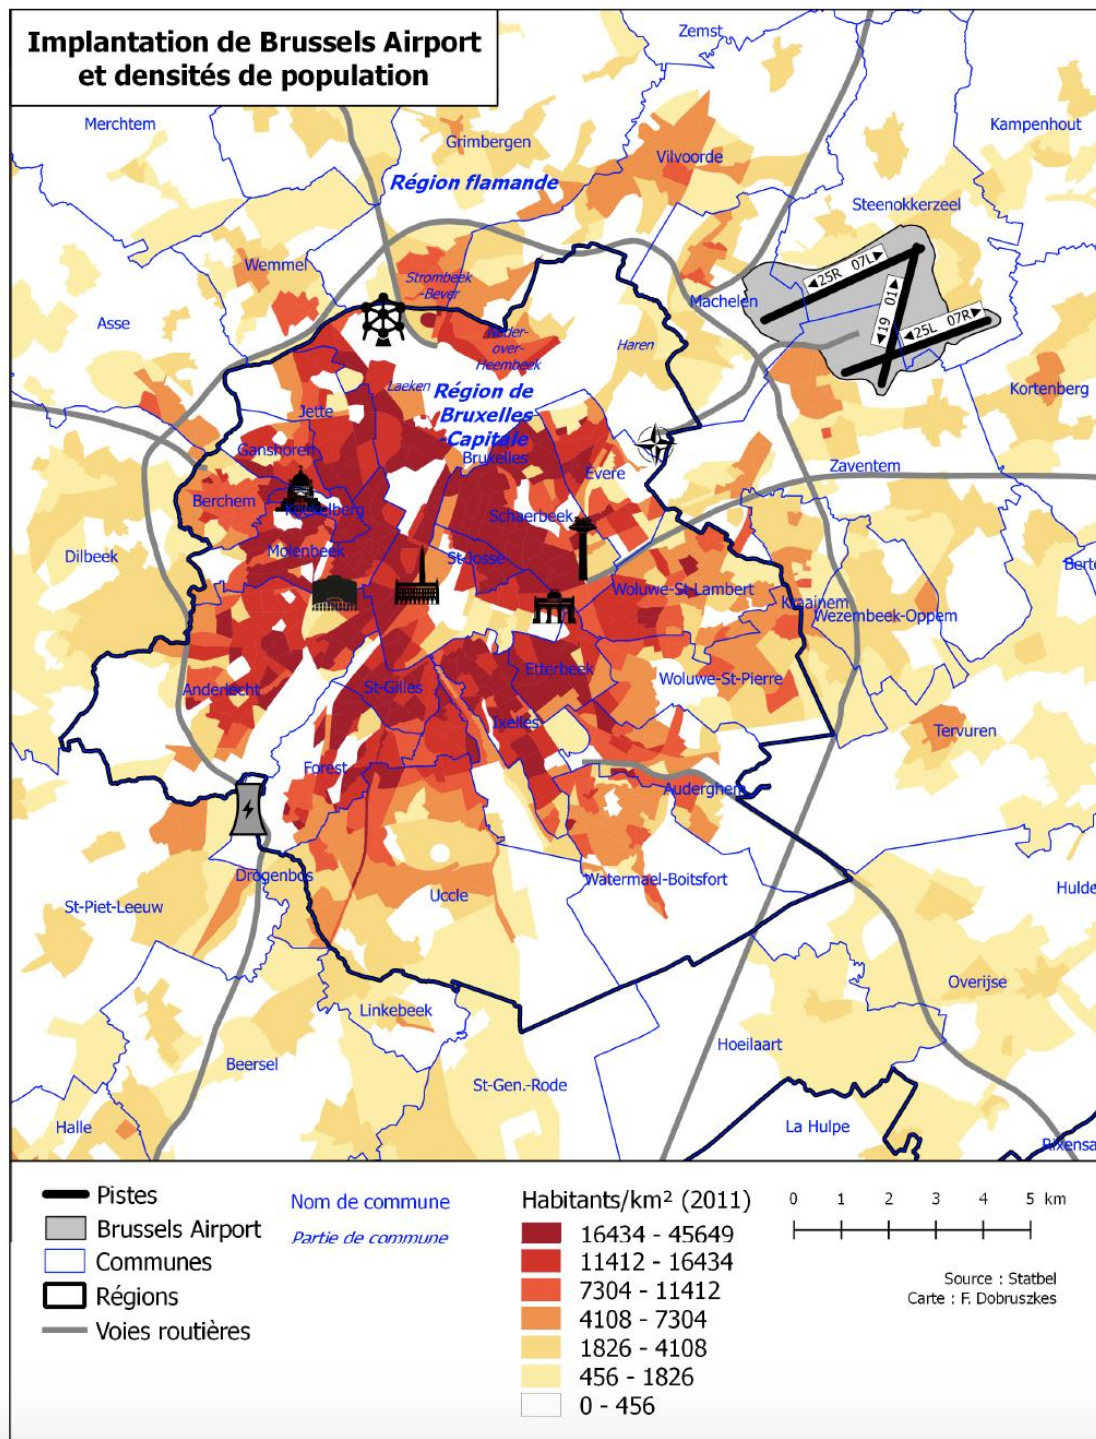 Implantation de Brussels Airport
et densités de population
Zemst
Merchtem
Kampenhout
Grimbergen
Vilvoorde
Région flamande
Steenokkerzeel
Wemmel
Strombeek
-Bever
◄25R 07L►
Machelen
Asse
◄19 01►
◄25L 07R►
Neder-
over-
Heembeek
Haren
Laeken
Région de
Bruxelles
-Capitale
Kortenberg
Jette
Ganshoren
Bruxelles
Evere
Zaventem
Berchem
Koekelberg
Schaerbeek
Molenbeek
Dilbeek
St-Josse
Berte
Woluwe-St-Lambert
Kraainem
Wezembeek-Oppem
Etterbeek
Woluwe-St-Pierre
Anderlecht
St-Gilles
Ixelles
Tervuren
Forest
Auderghem
Drogenbos
Watermael-Boitsfort
Uccle
Hulde
St-Piet-Leeuw
Overijse
Linkebeek
Hoeilaart
Beersel
St-Gen.-Rode
Halle
La Hulpe
Rixensa
Pistes
Brussels Airport
Communes
Régions
Voies routières
Nom de commune
Partie de commune
Habitants/km² (2011)
16434 - 45649
11412 - 16434
7304 - 11412
4108 - 7304
1826 - 4108
456 - 1826
0 - 456
0 1 2 3 4 5 km
Source : Statbel
Carte : F. Dobruszkes